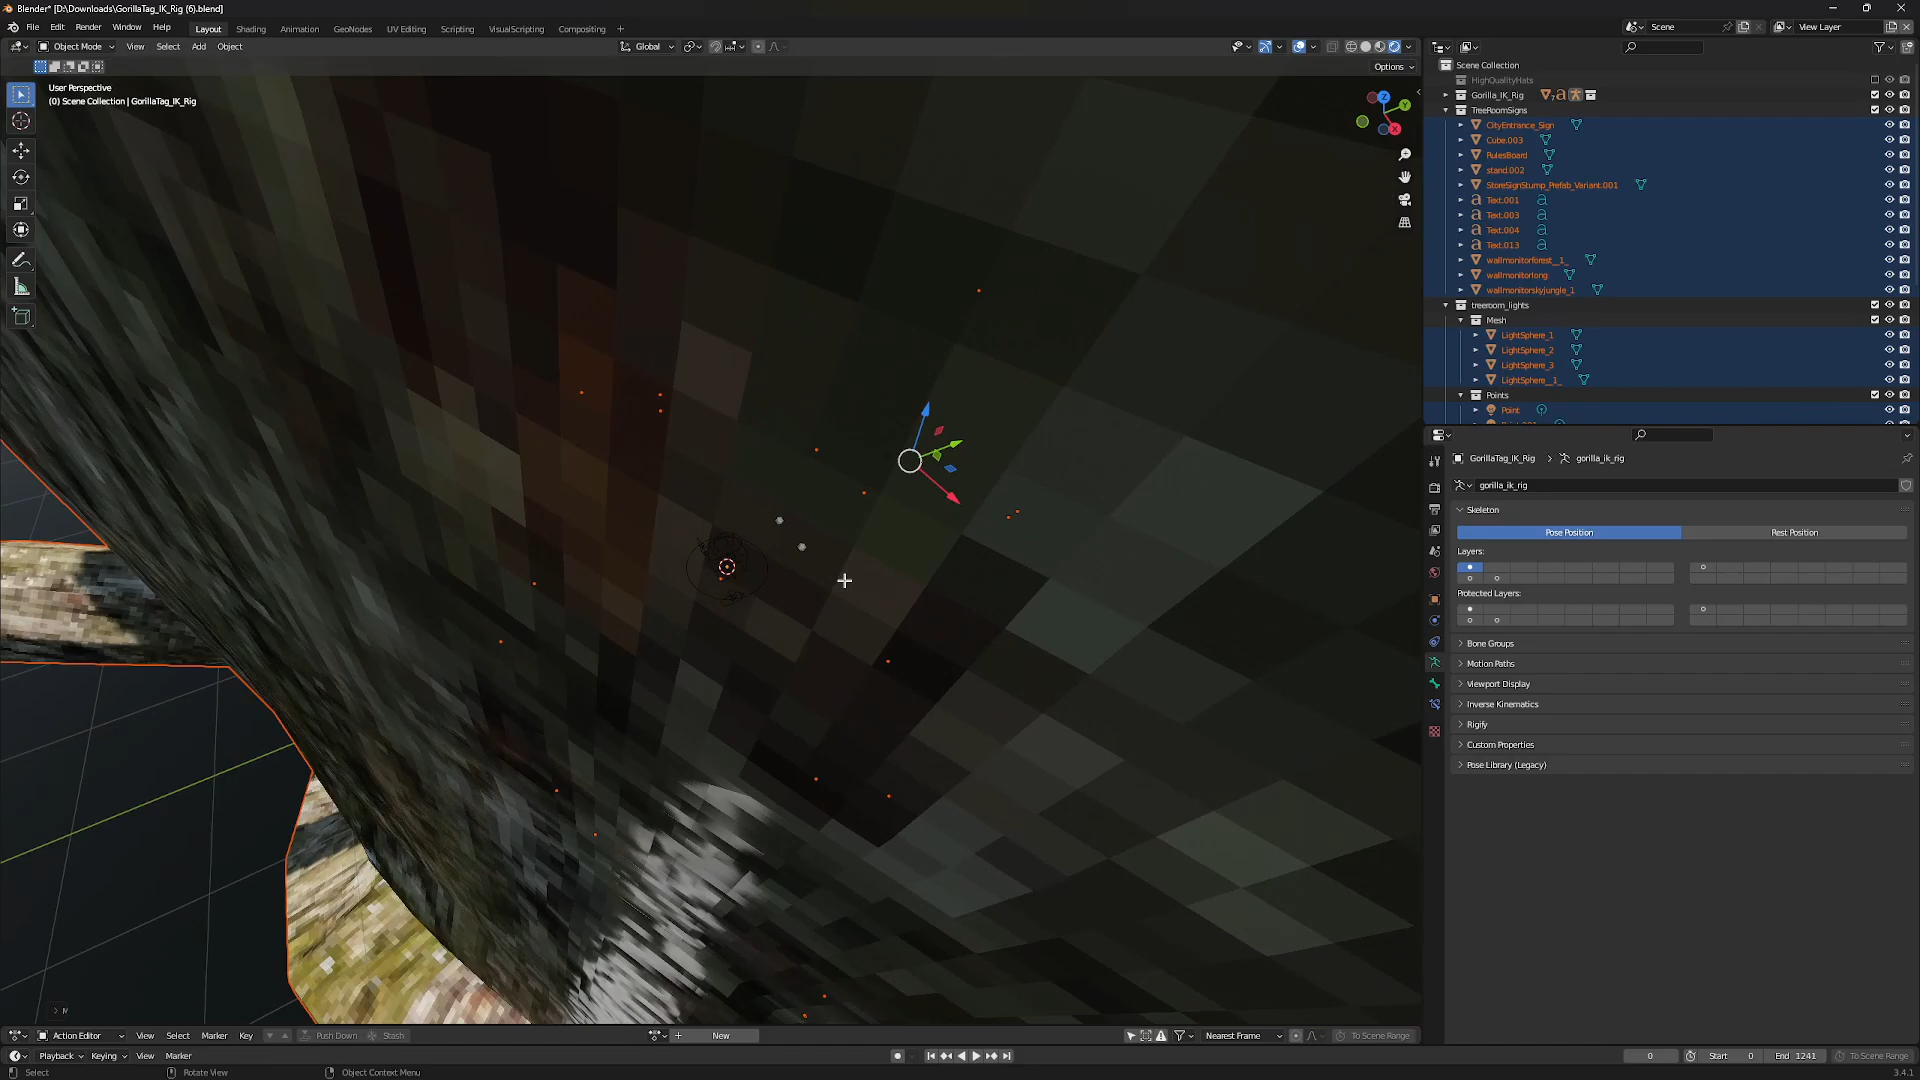 Blender* [D:\Downloads\GorillaTag_IK_Rig (6).blend]
File Edit Render Window Help Layout Shading Animation GeoNodes UV Editing Scripting VisualScripting Compositing + Scene View Layer
Object Mode View Select Add Object Global
Options
User Perspective
(0) Scene Collection | GorillaTag_IK_Rig
Z
Y
X
Scene Collection
HighQualityHats
Gorilla_IK_Rig
TreeRoomSigns
CityEntrance_Sign
Cube.003
RulesBoard
stand.002
StoreSignStump_Prefab_Variant.001
Text.001
Text.003
Text.004
Text.013
wallmonitorforest__1_
wallmonitorlong
wallmonitorskyjungle_1
treeroom_lights
Mesh
LightSphere_1
LightSphere_2
LightSphere_3
LightSphere__1_
Points
Point
GorillaTag_IK_Rig > gorilla_ik_rig
gorilla_ik_rig
Skeleton
Pose Position Rest Position
Layers:
Protected Layers:
Bone Groups
Motion Paths
Viewport Display
Inverse Kinematics
Rigify
Custom Properties
Pose Library (Legacy)
Action Editor View Select Marker Key Push Down Stash + New Nearest Frame To Scene Range
Playback Keying View Marker 0 Start 0 End 1241 To Scene Range
Select Rotate View Object Context Menu 3.4.1